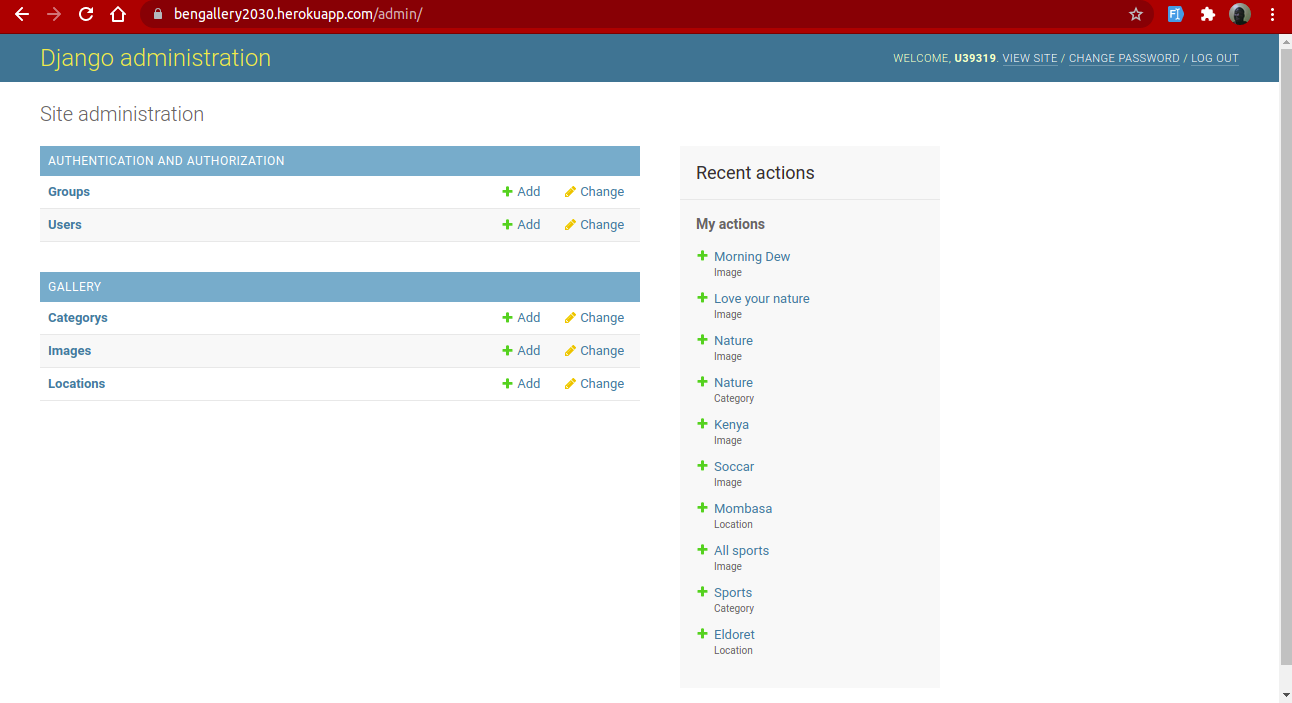 bengallery2030.herokuapp.com/admin/
Django administration
WELCOME, U39319. VIEW SITE / CHANGE PASSWORD / LOG OUT
Site administration
AUTHENTICATION AND AUTHORIZATION
Groups Add Change
Users Add Change
GALLERY
Categorys Add Change
Images Add Change
Locations Add Change
Recent actions
My actions
Morning Dew
Image
Love your nature
Image
Nature
Image
Nature
Category
Kenya
Image
Soccar
Image
Mombasa
Location
All sports
Image
Sports
Category
Eldoret
Location